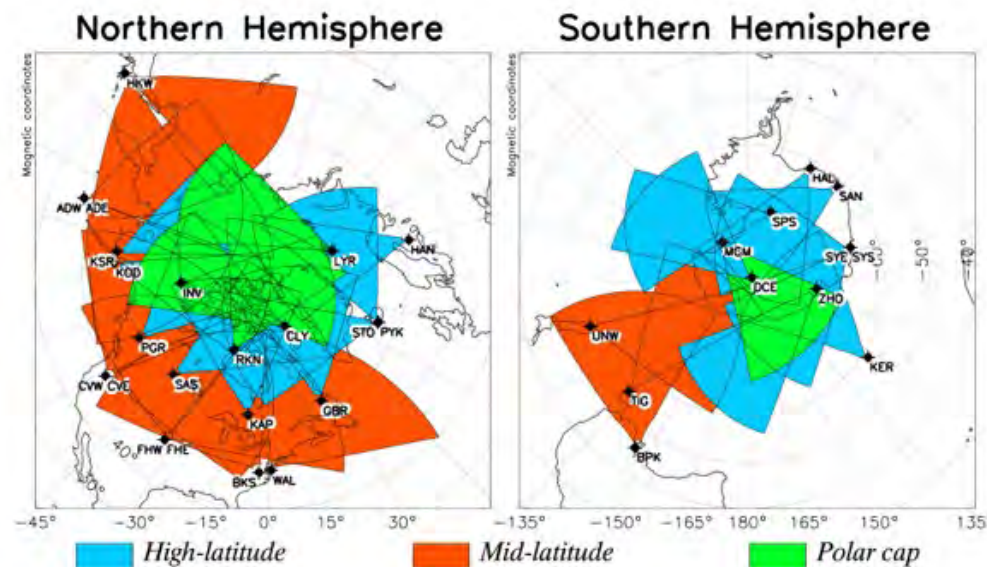 Northern Hemisphere
Southern Hemisphere
Magnetic coordinates
HKW
ADW ADE
KSR
KOD
INV
LYR
HAN
STO PYK
CLY
RKN
PGR
SAS
CVW CVE
KAP
GBR
FHW FHE
BKS
WAL
40°
-45° -30° -15° 0° 15° 30°
Magnetic coordinates
HAL
SAN
SPS
MCM
SYE SYS
DCE
ZHO
UNW
KER
TIG
BPK
-60° -50° -40°
-135° -150° -165° 180° 165° 150° 135
High-latitude
Mid-latitude
Polar cap